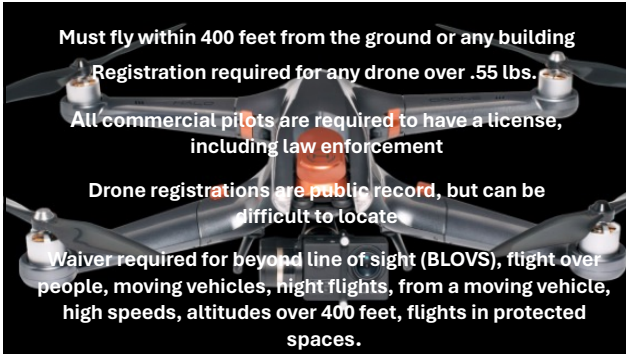 Must fly within 400 feet from the ground or any building
Registration required for any drone over .55 lbs.
All commercial pilots are required to have a license,
including law enforcement
Drone registrations are public record, but can be
difficult to locate
Waiver required for beyond line of sight (BLOVS), flight over
people, moving vehicles, hight flights, from a moving vehicle,
high speeds, altitudes over 400 feet, flights in protected
spaces.